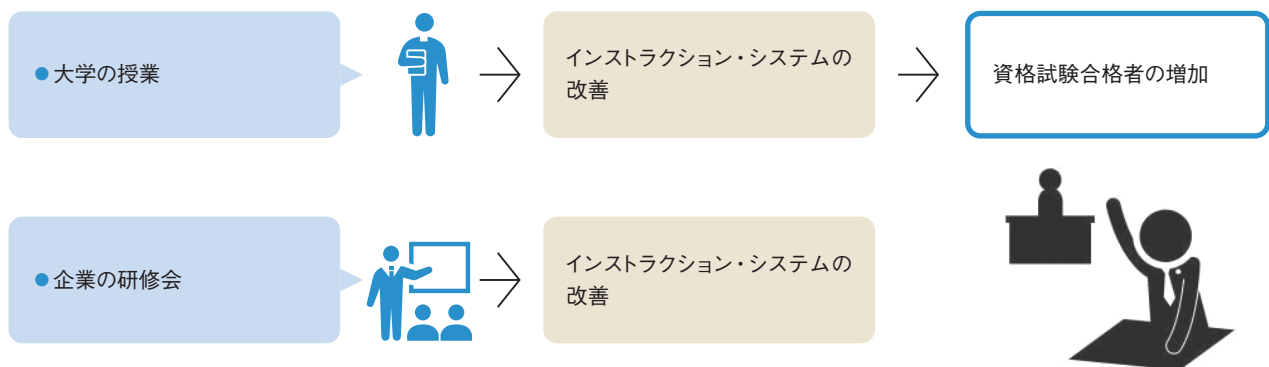 ●大学の授業
インストラクション・システムの
改善
資格試験合格者の増加
●企業の研修会
インストラクション・システムの
改善